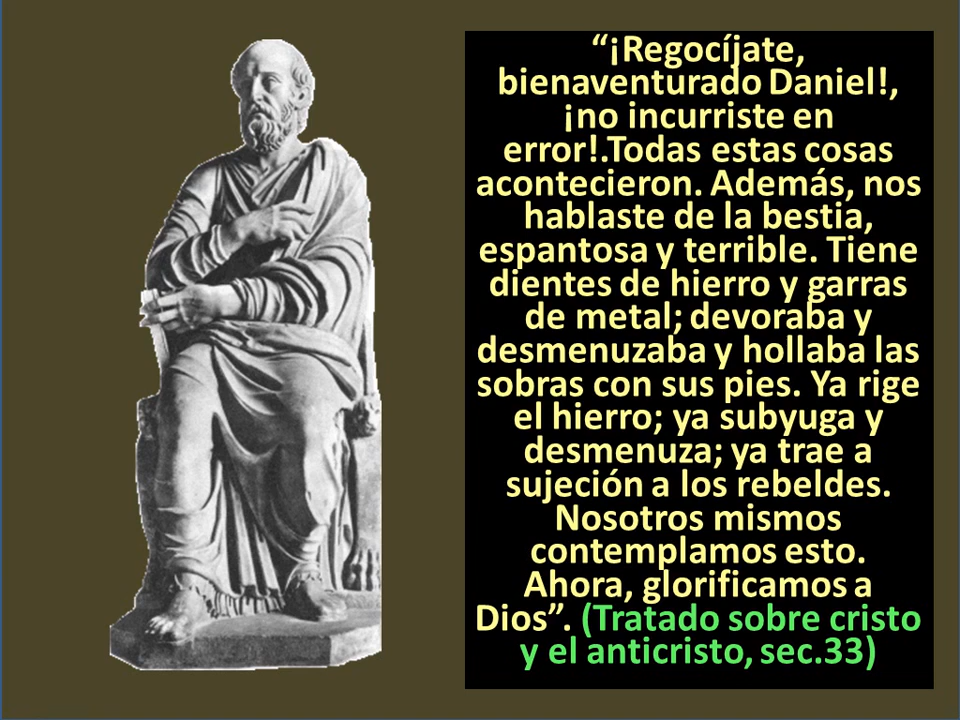 “¡Regocíjate,
bienaventurado Daniel!,
¡no incurriste en
error!.Todas estas cosas
acontecieron. Además, nos
hablaste de la bestia,
espantosa y terrible. Tiene
dientes de hierro y garras
de metal; devoraba y
desmenuzaba y hollaba las
sobras con sus pies. Ya rige
el hierro; ya subyuga y
desmenuza; ya trae a
sujeción a los rebeldes.
Nosotros mismos
contemplamos esto.
Ahora, glorificamos a
Dios”. (Tratado sobre cristo
y el anticristo, sec.33)